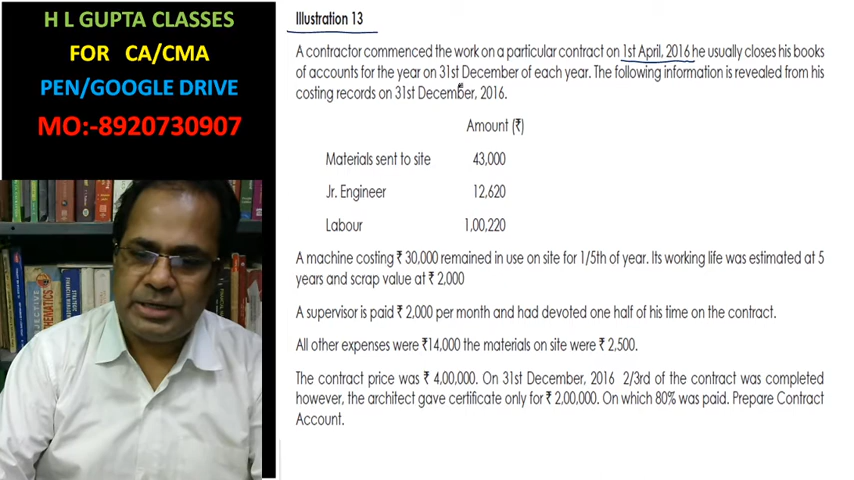 H L GUPTA CLASSES
FOR CA/CMA
PEN/GOOGLE DRIVE
MO:-8920730907
Illustration 13
A contractor commenced the work on a particular contract on 1st April, 2016 he usually closes his books
of accounts for the year on 31st December of each year. The following information is revealed from his
costing records on 31st December, 2016.
Amount (₹)
Materials sent to site 43,000
Jr. Engineer 12,620
Labour 1,00,220
A machine costing ₹ 30,000 remained in use on site for 1/5th of year. Its working life was estimated at 5
years and scrap value at ₹ 2,000
A supervisor is paid ₹ 2,000 per month and had devoted one half of his time on the contract.
All other expenses were ₹14,000 the materials on site were ₹ 2,500.
The contract price was ₹ 4,00,000. On 31st December, 2016 2/3rd of the contract was completed
however, the architect gave certificate only for ₹ 2,00,000. On which 80% was paid. Prepare Contract
Account.